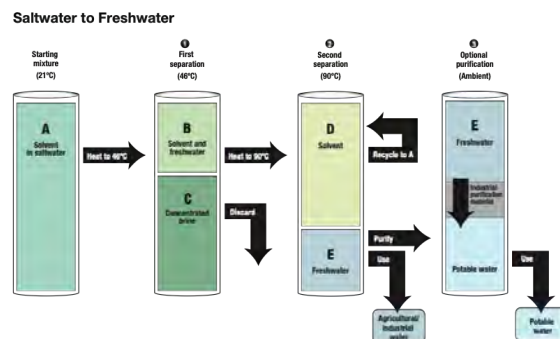 Saltwater to Freshwater
Starting
mixture
(21°C)
1
First
separation
(46°C)
2
Second
separation
(90°C)
3
Optional
purification
(Ambient)
A
Solvent
in saltwater
Heat to 46°C
B
Solvent and
freshwater
Heat to 90°C
C
Concentrated
brine
Discard
D
Solvent
Recycle to A
E
Freshwater
Purify
Use
Agricultural/
industrial
water
E
Freshwater
Industrial
purification
material
Potable water
Use
Potable
water